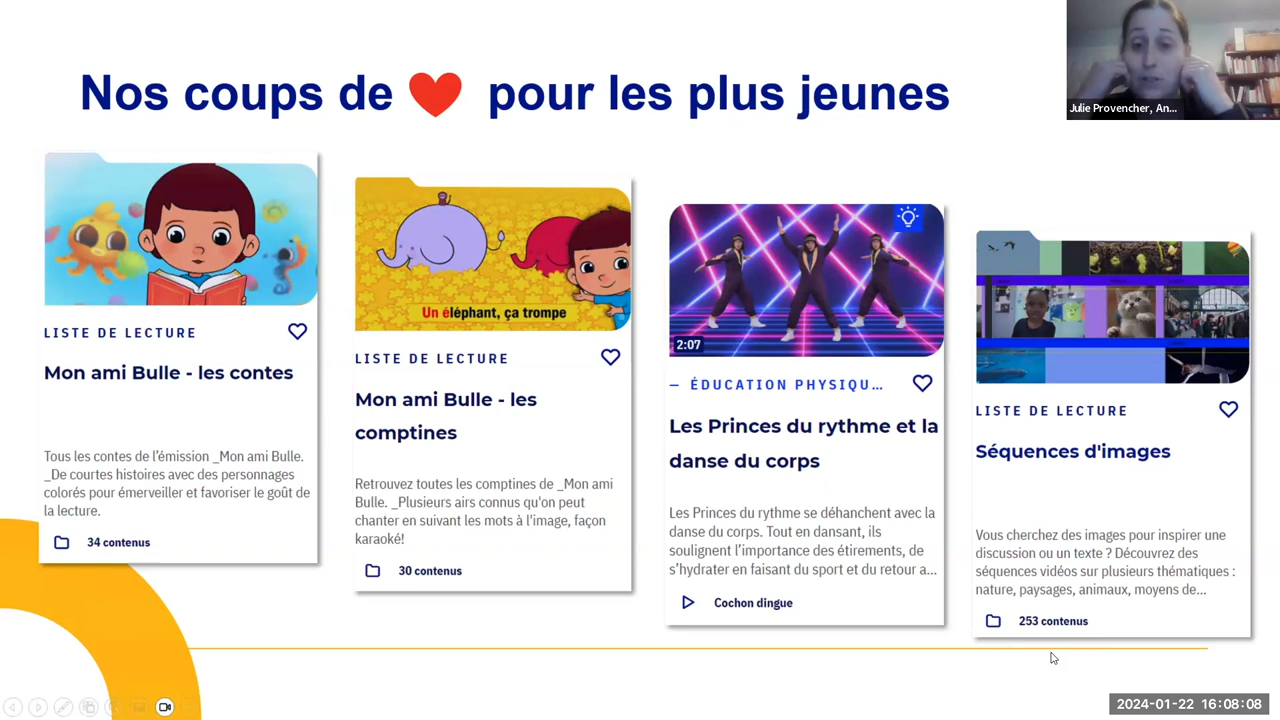 Nos coups de ❤ pour les plus jeunes
Julie Provencher, An...
LISTE DE LECTURE
Mon ami Bulle - les contes
Tous les contes de l'émission _Mon ami Bulle.
_De courtes histoires avec des personnages
colorés pour émerveiller et favoriser le goût de
la lecture.
34 contenus
Un éléphant, ça trompe
LISTE DE LECTURE
Mon ami Bulle - les
comptines
Retrouvez toutes les comptines de _Mon ami
Bulle. _Plusieurs airs connus qu'on peut
chanter en suivant les mots à l'image, façon
karaoké!
30 contenus
2:07
— ÉDUCATION PHYSIQU...
Les Princes du rythme et la
danse du corps
Les Princes du rythme se déhanchent avec la
danse du corps. Tout en dansant, ils
soulignent l'importance des étirements, de
s'hydrater en faisant du sport et du retour a...
Cochon dingue
LISTE DE LECTURE
Séquences d'images
Vous cherchez des images pour inspirer une
discussion ou un texte ? Découvrez des
séquences vidéos sur plusieurs thématiques :
nature, paysages, animaux, moyens de...
253 contenus
2024-01-22 16:08:08